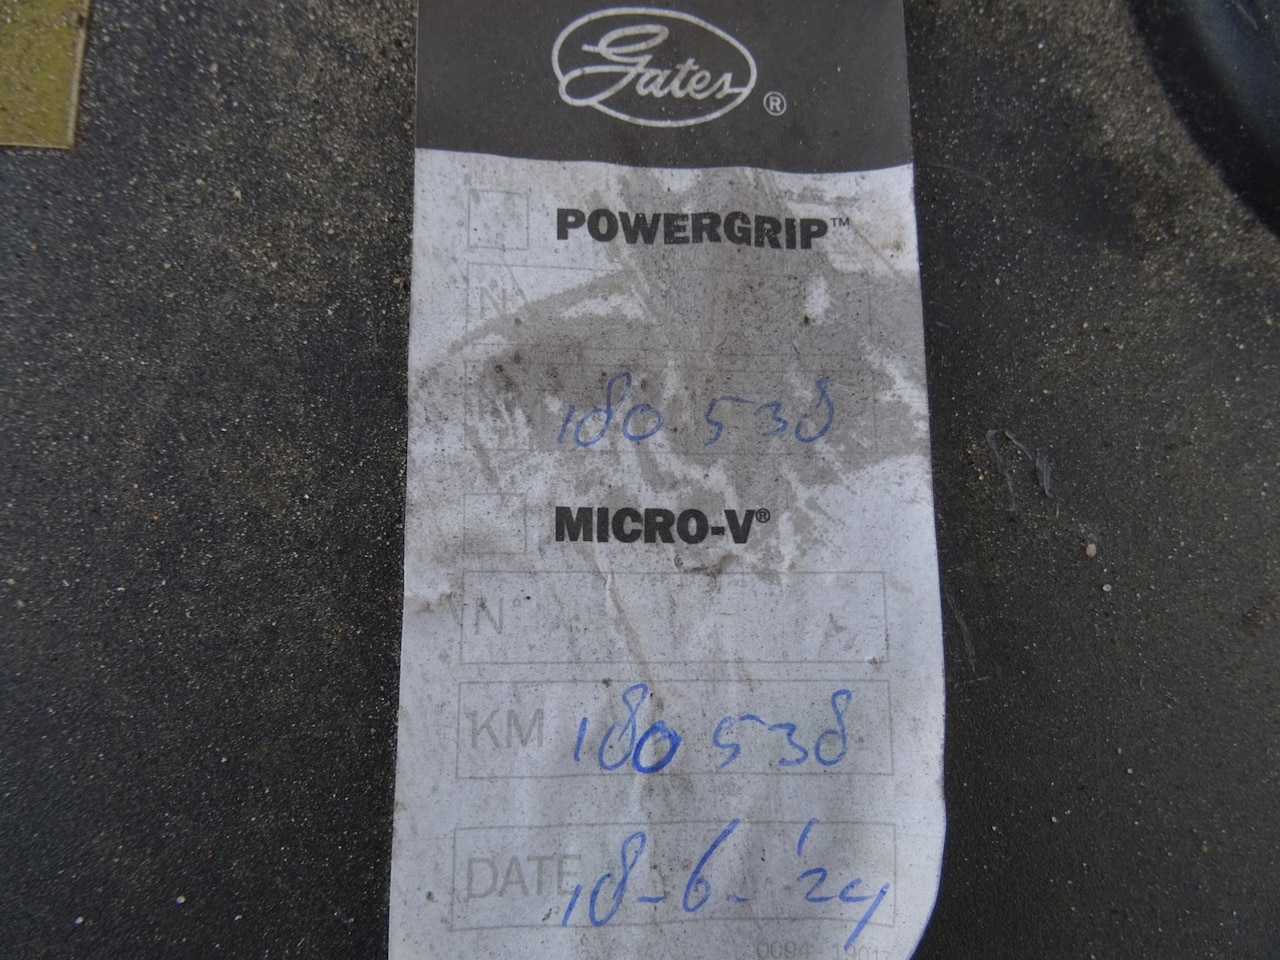 Gates ®
POWERGRIP™
N°
180 538
MICRO-V®
N°
KM 180 538
DATE 18-6-'24